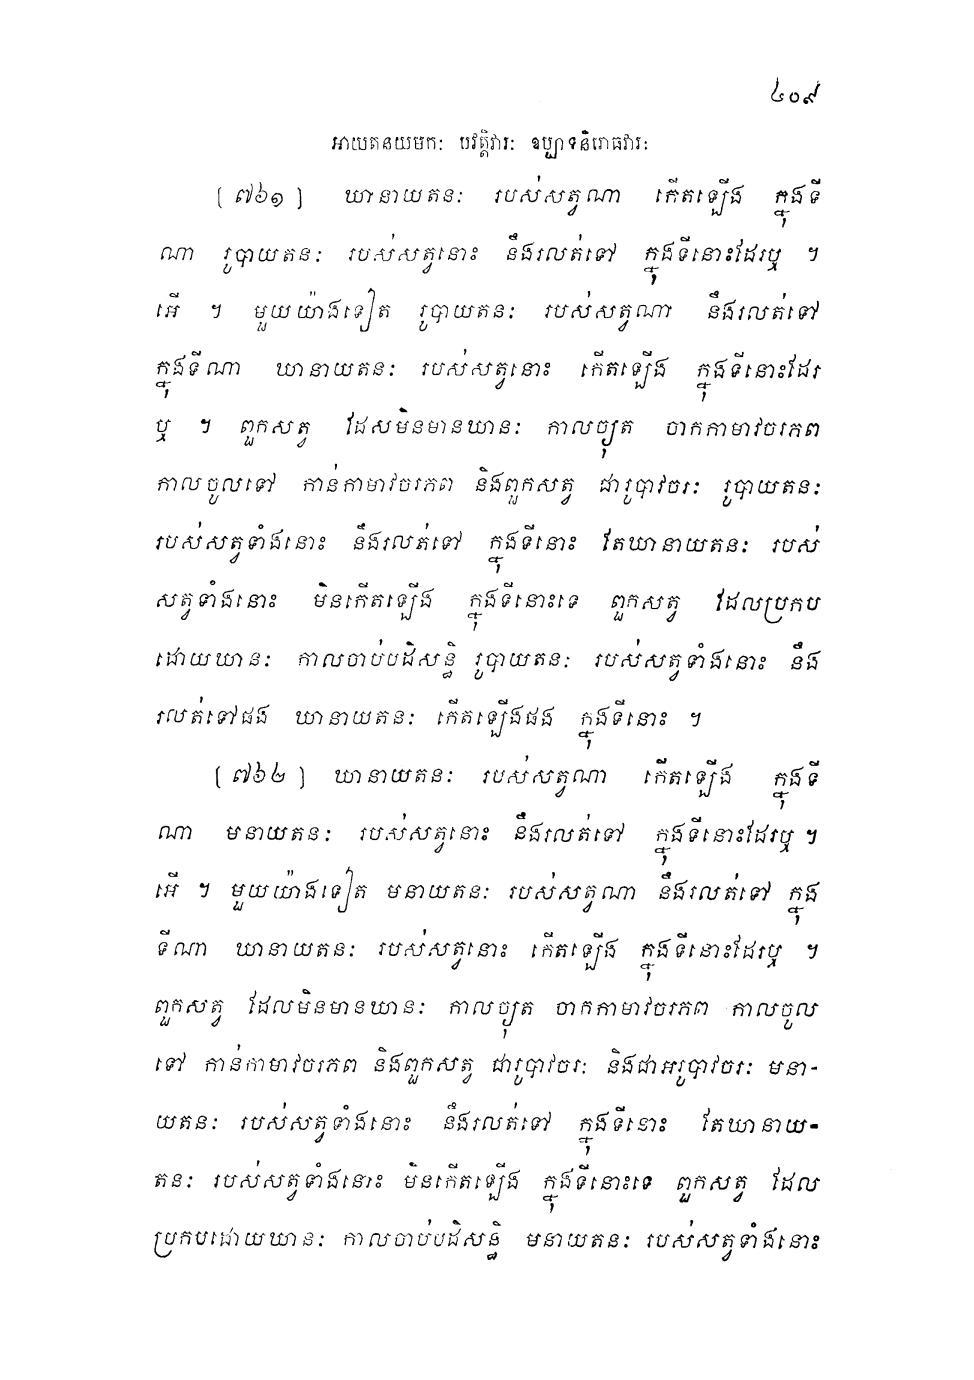 ៤០៩
អាយតនយមកៈ បវត្តិវារៈ ឧប្បាទនិរោធវារៈ
[ ៧៦១ ] ឃានាយតនៈ របស់សត្វណា កើតឡើង ក្នុងទី
ណា រូបាយតនៈ របស់សត្វនោះ នឹងរលត់ទៅ ក្នុងទីនោះដែរឬ ។
អើ ។ មួយយ៉ាងទៀត រូបាយតនៈ របស់សត្វណា នឹងរលត់ទៅ
ក្នុងទីណា ឃានាយតនៈ របស់សត្វនោះ កើតឡើង ក្នុងទីនោះដែរ
ឬ ។ ពួកសត្វ ដែលមិនមានឃានៈ កាលច្យុត ចាកកាមាវចរភព
កាលចូលទៅ កាន់កាមាវចរភព និងពួកសត្វ ជារូបាវចរៈ រូបាយតនៈ
របស់សត្វទាំងនោះ នឹងរលត់ទៅ ក្នុងទីនោះ តែឃានាយតនៈ របស់
សត្វទាំងនោះ មិនកើតឡើង ក្នុងទីនោះទេ ពួកសត្វ ដែលប្រកប
ដោយឃានៈ កាលចាប់បដិសន្ធិ រូបាយតនៈ របស់សត្វទាំងនោះ នឹង
រលត់ទៅផង ឃានាយតនៈ កើតឡើងផង ក្នុងទីនោះ ។
[ ៧៦២ ] ឃានាយតនៈ របស់សត្វណា កើតឡើង ក្នុងទី
ណា មនាយតនៈ របស់សត្វនោះ នឹងរលត់ទៅ ក្នុងទីនោះដែរឬ ។
អើ ។ មួយយ៉ាងទៀត មនាយតនៈ របស់សត្វណា នឹងរលត់ទៅ ក្នុង
ទីណា ឃានាយតនៈ របស់សត្វនោះ កើតឡើង ក្នុងទីនោះដែរឬ ។
ពួកសត្វ ដែលមិនមានឃានៈ កាលច្យុត ចាកកាមាវចរភព កាលចូល
ទៅ កាន់កាមាវចរភព និងពួកសត្វ ជារូបាវចរៈ និងជាអរូបាវចរៈ មនា-
យតនៈ របស់សត្វទាំងនោះ នឹងរលត់ទៅ ក្នុងទីនោះ តែឃានាយ-
តនៈ របស់សត្វទាំងនោះ មិនកើតឡើង ក្នុងទីនោះទេ ពួកសត្វ ដែល
ប្រកបដោយឃានៈ កាលចាប់បដិសន្ធិ មនាយតនៈ របស់សត្វទាំងនោះ